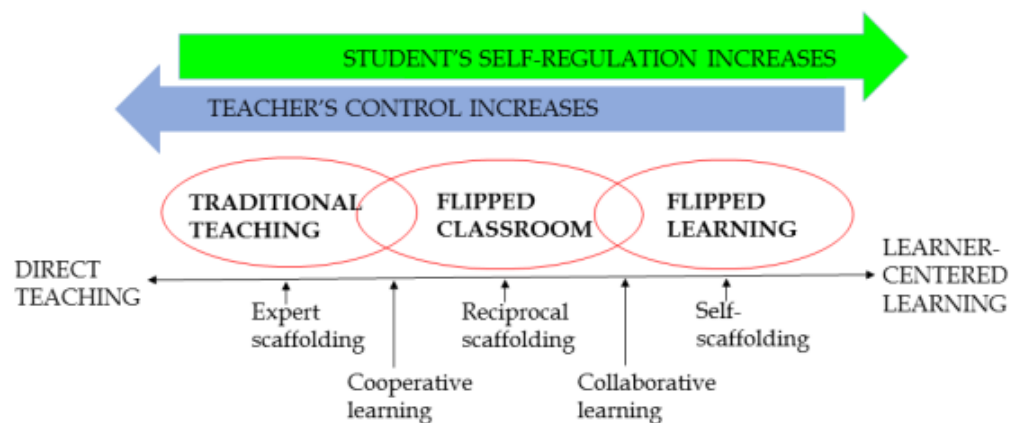 STUDENT'S SELF-REGULATION INCREASES
TEACHER'S CONTROL INCREASES
TRADITIONAL
TEACHING
FLIPPED
CLASSROOM
FLIPPED
LEARNING
DIRECT
TEACHING
LEARNER-
CENTERED
LEARNING
Expert
scaffolding
Reciprocal
scaffolding
Self-
scaffolding
Cooperative
learning
Collaborative
learning